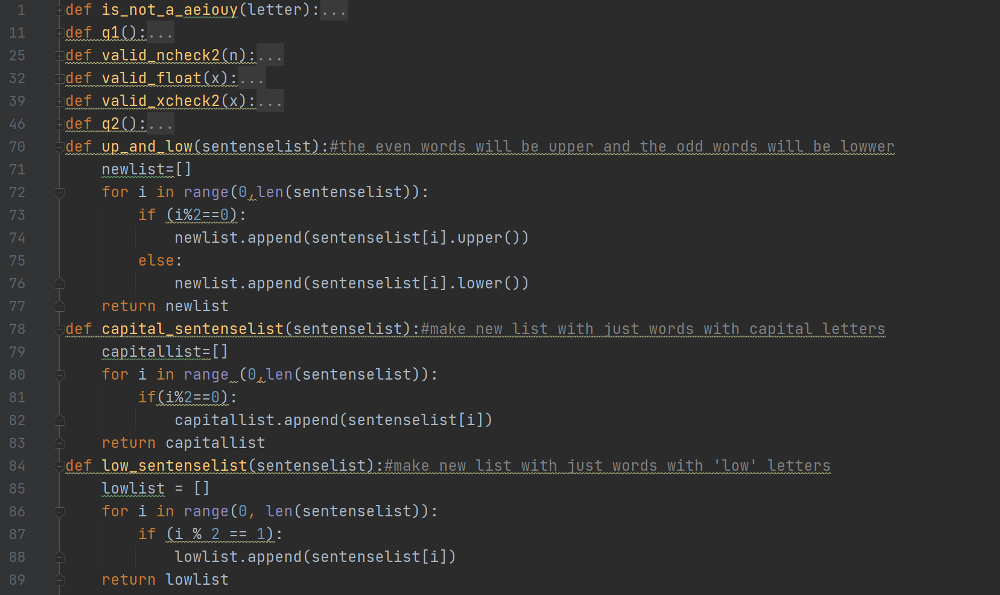 1 def is_not_a_aeiouy(letter):...
11 def q1():...
25 def valid_ncheck2(n):...
32 def valid_float(x):...
39 def valid_xcheck2(x):...
46 def q2():...
70 def up_and_low(sentenselist):#the even words will be upper and the odd words will be lowwer
71     newlist=[]
72     for i in range(0,len(sentenselist)):
73         if (i%2==0):
74             newlist.append(sentenselist[i].upper())
75         else:
76             newlist.append(sentenselist[i].lower())
77     return newlist
78 def capital_sentenselist(sentenselist):#make new list with just words with capital letters
79     capitallist=[]
80     for i in range (0,len(sentenselist)):
81         if(i%2==0):
82             capitallist.append(sentenselist[i])
83     return capitallist
84 def low_sentenselist(sentenselist):#make new list with just words with 'low' letters
85     lowlist = []
86     for i in range(0, len(sentenselist)):
87         if (i % 2 == 1):
88             lowlist.append(sentenselist[i])
89     return lowlist